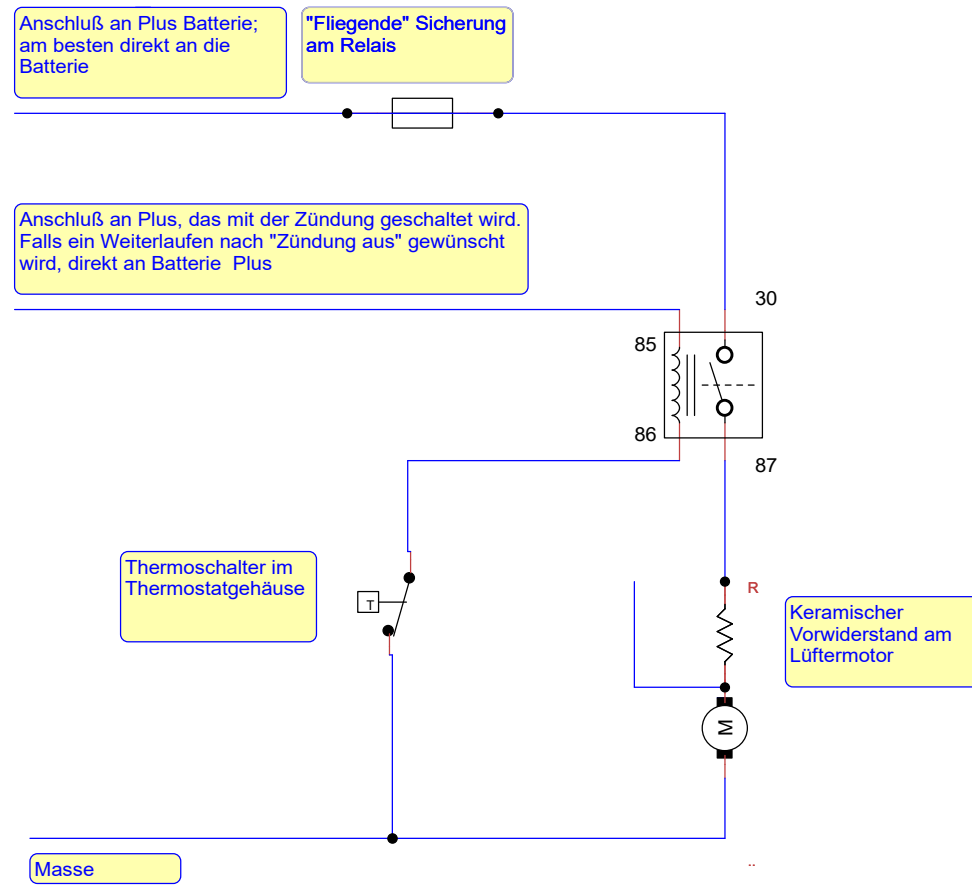 Anschluß an Plus Batterie;
am besten direkt an die
Batterie
"Fliegende" Sicherung
am Relais
Anschluß an Plus, das mit der Zündung geschaltet wird.
Falls ein Weiterlaufen nach "Zündung aus" gewünscht
wird, direkt an Batterie Plus
30
85
86
87
Thermoschalter im
Thermostatgehäuse
T
R
Keramischer
Vorwiderstand am
Lüftermotor
M
Masse